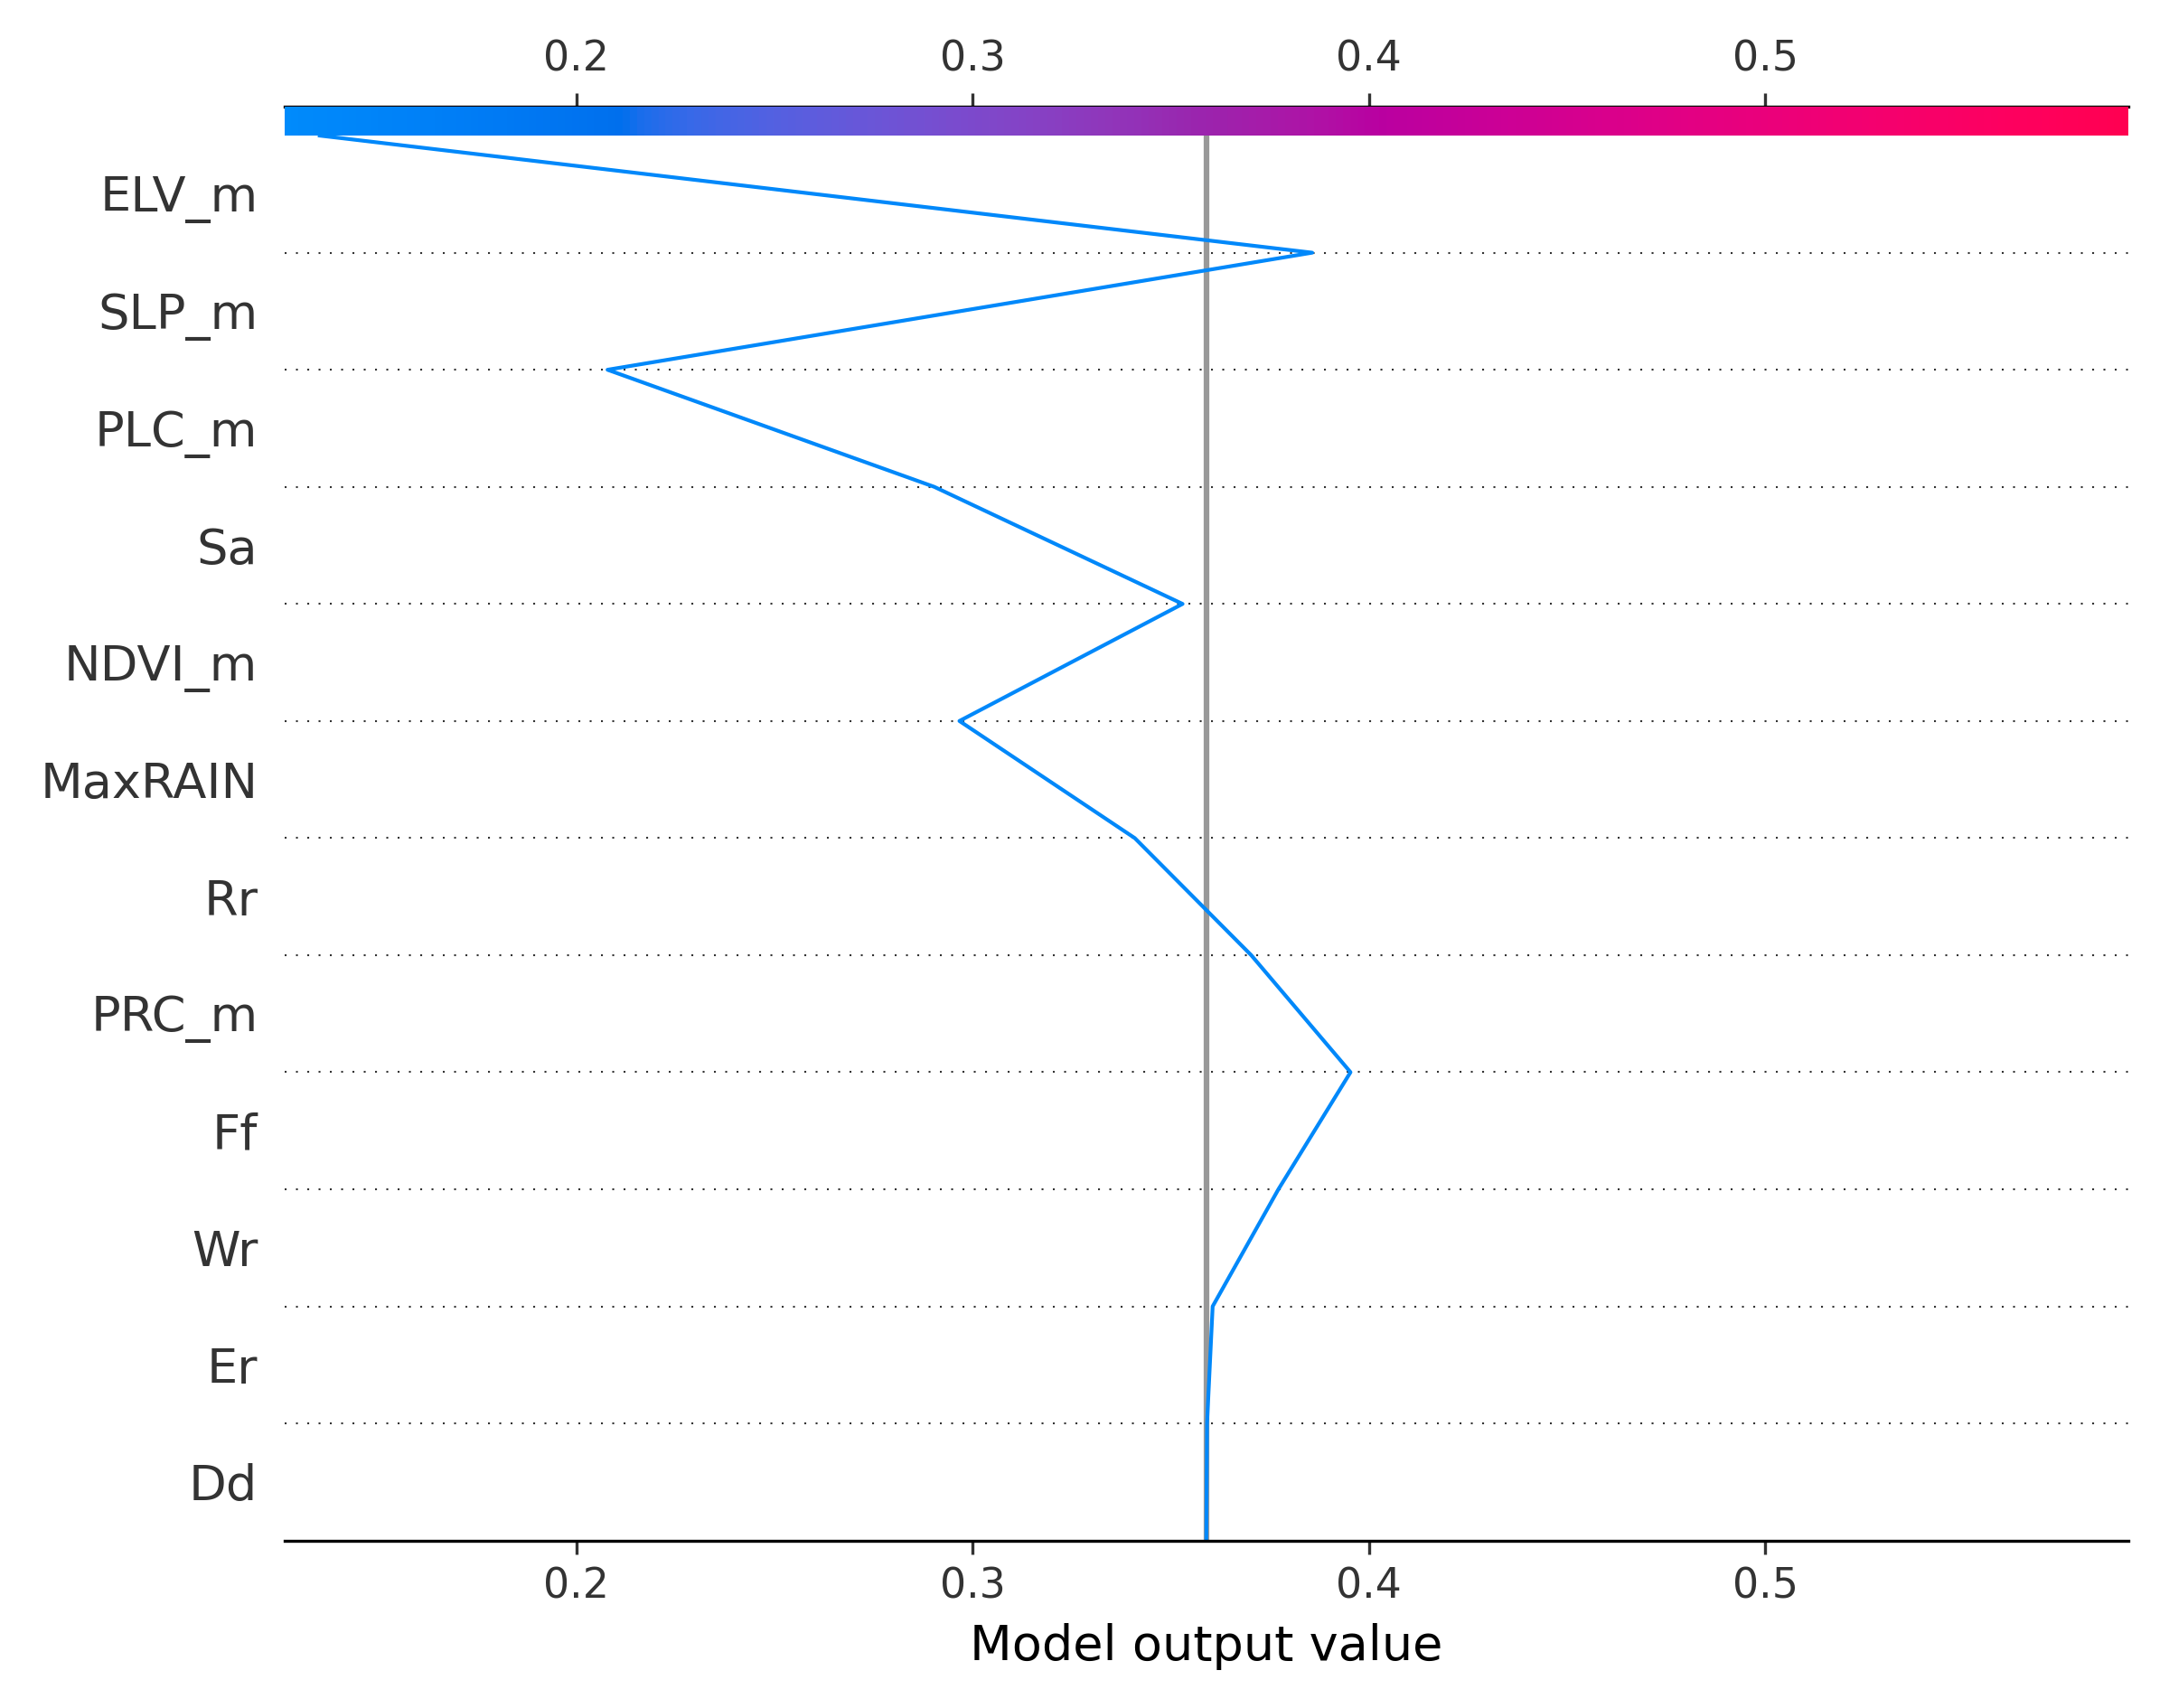 0.2 0.3 0.4 0.5
ELV_m
SLP_m
PLC_m
Sa
NDVI_m
MaxRAIN
Rr
PRC_m
Ff
Wr
Er
Dd
0.2 0.3 0.4 0.5
Model output value